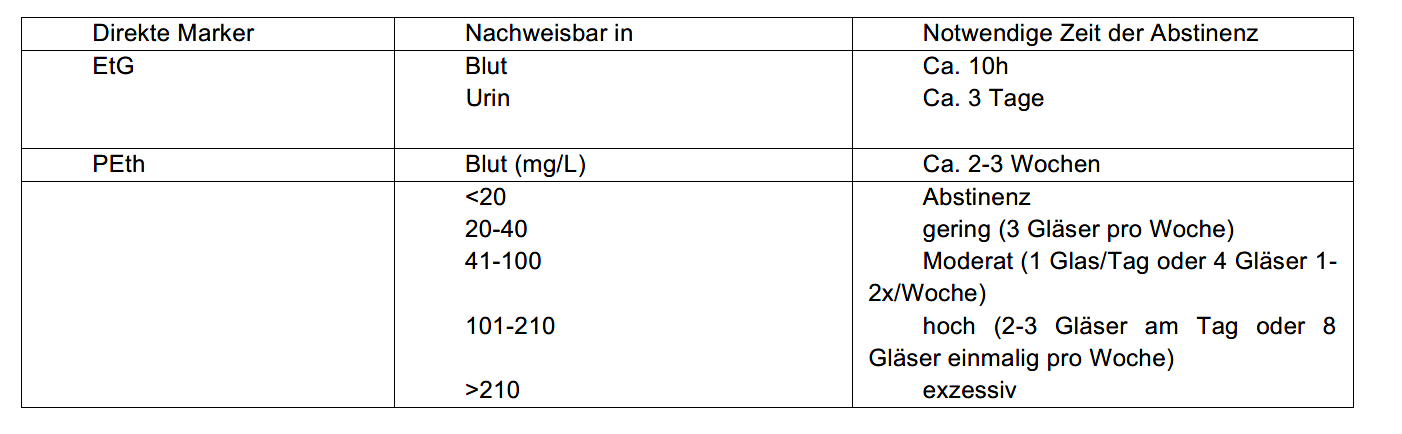 Direkte Marker Nachweisbar in Notwendige Zeit der Abstinenz
EtG Blut Ca. 10h
Urin Ca. 3 Tage
PEth Blut (mg/L) Ca. 2-3 Wochen
<20 Abstinenz
20-40 gering (3 Gläser pro Woche)
41-100 Moderat (1 Glas/Tag oder 4 Gläser 1-
2x/Woche)
101-210 hoch (2-3 Gläser am Tag oder 8
Gläser einmalig pro Woche)
>210 exzessiv